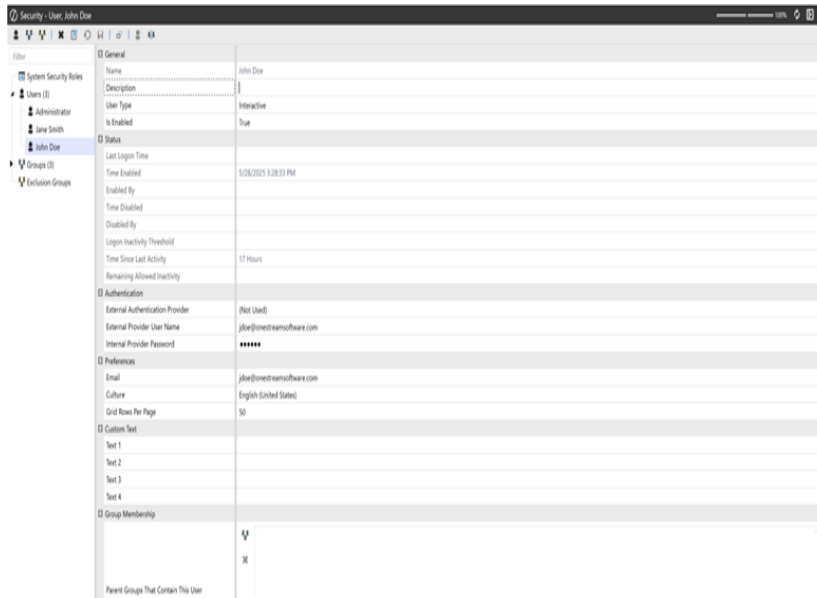 Security - User, John Doe
100%
Filter
System Security Roles
Users (3)
Administrator
Jane Smith
John Doe
Groups (3)
Exclusion Groups
General
Name John Doe
Description
User Type Interactive
Is Enabled True
Status
Last Logon Time
Time Enabled 5/28/2025 3:28:33 PM
Enabled By
Time Disabled
Disabled By
Logon Inactivity Threshold
Time Since Last Activity 17 Hours
Remaining Allowed Inactivity
Authentication
External Authentication Provider (Not Used)
External Provider User Name jdoe@onestreamsoftware.com
Internal Provider Password ••••••
Preferences
Email jdoe@onestreamsoftware.com
Culture English (United States)
Grid Rows Per Page 50
Custom Text
Text 1
Text 2
Text 3
Text 4
Group Membership
Parent Groups That Contain This User